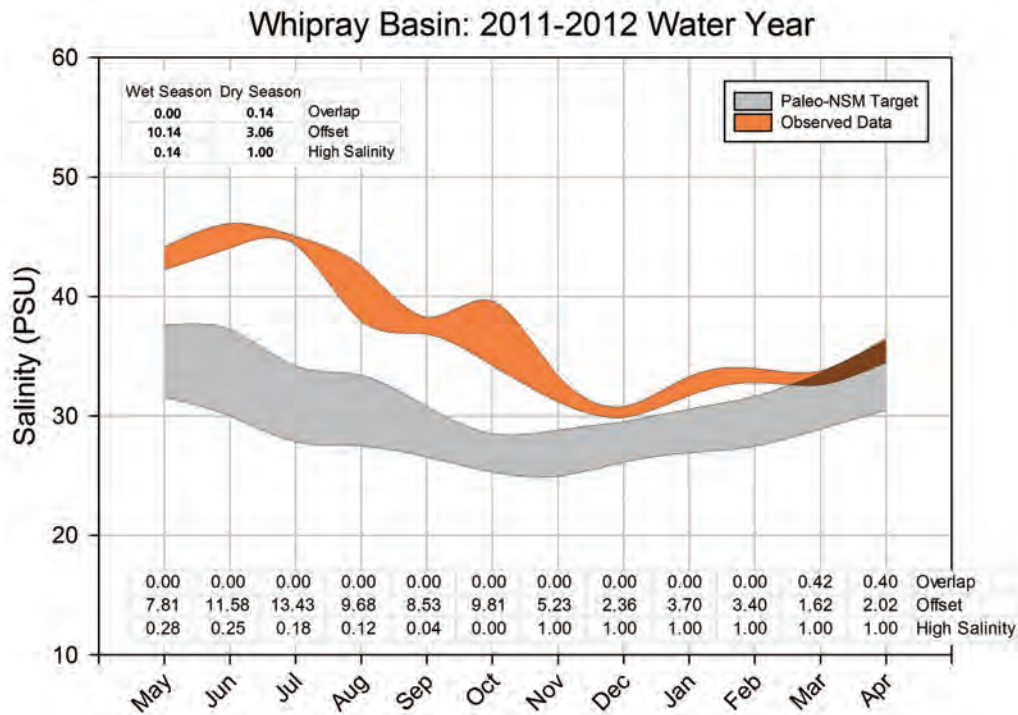 Whipray Basin: 2011-2012 Water Year
60
50
40
30
20
10
Salinity (PSU)
Wet Season Dry Season
0.00 0.14 Overlap
10.14 3.06 Offset
0.14 1.00 High Salinity
Paleo-NSM Target
Observed Data
0.00 0.00 0.00 0.00 0.00 0.00 0.00 0.00 0.00 0.00 0.42 0.40 Overlap
7.81 11.58 13.43 9.68 8.53 9.81 5.23 2.36 3.70 3.40 1.62 2.02 Offset
0.28 0.25 0.18 0.12 0.04 0.00 1.00 1.00 1.00 1.00 1.00 1.00 High Salinity
May Jun Jul Aug Sep Oct Nov Dec Jan Feb Mar Apr